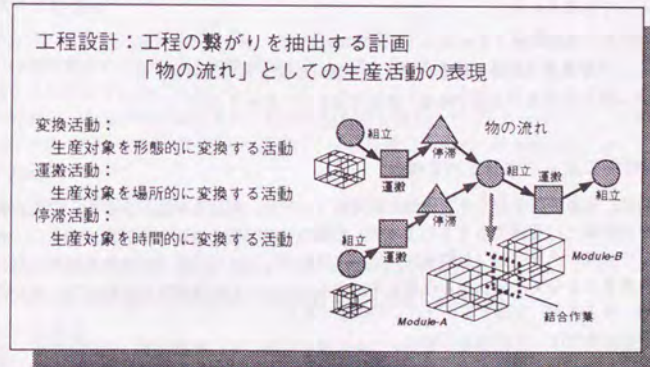 工程設計：工程の繋がりを抽出する計画
「物の流れ」としての生産活動の表現
変換活動：
生産対象を形態的に変換する活動
運搬活動：
生産対象を場所的に変換する活動
停滞活動：
生産対象を時間的に変換する活動
物の流れ
組立
運搬
停滞
組立
運搬
組立
組立
運搬
停滞
Module-B
Module-A
結合作業